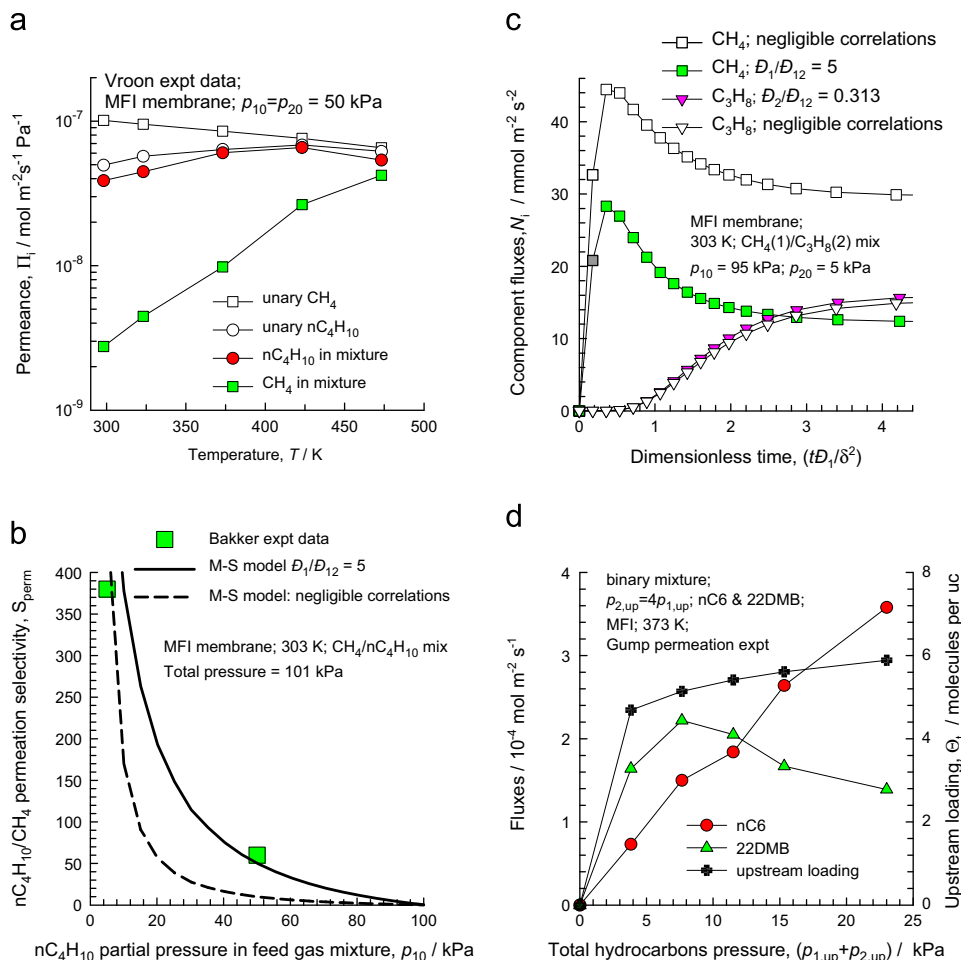 a
Vroon expt data;
MFI membrane; p10=p20 = 50 kPa
10-7
10-8
10-9
Permeance, Πi / mol m-2s-1 Pa-1
unary CH4
unary nC4H10
nC4H10 in mixture
CH4 in mixture
300 350 400 450 500
Temperature, T / K
c
CH4; negligible correlations
CH4; Đ1/Đ12 = 5
C3H8; Đ2/Đ12 = 0.313
C3H8; negligible correlations
50
40
30
20
10
0
Ccomponent fluxes,Ni / mmol m-2 s-2
MFI membrane;
303 K; CH4(1)/C3H8(2) mix
p10 = 95 kPa; p20 = 5 kPa
0 1 2 3 4
Dimensionless time, (tĐ1/δ2)
b
Bakker expt data
M-S model Đ1/Đ12 = 5
M-S model: negligible correlations
400
350
300
250
200
150
100
50
0
nC4H10/CH4 permeation selectivity, Sperm
MFI membrane; 303 K; CH4/nC4H10 mix
Total pressure = 101 kPa
0 20 40 60 80 100
nC4H10 partial pressure in feed gas mixture, p10 / kPa
d
binary mixture;
p2,up=4p1,up; nC6 & 22DMB;
MFI; 373 K;
Gump permeation expt
4
3
2
1
0
Fluxes / 10-4 mol m-2 s-1
nC6
22DMB
upstream loading
8
6
4
2
0
Upstream loading, Θt / molecules per uc
0 5 10 15 20 25
Total hydrocarbons pressure, (p1,up+p2,up) / kPa